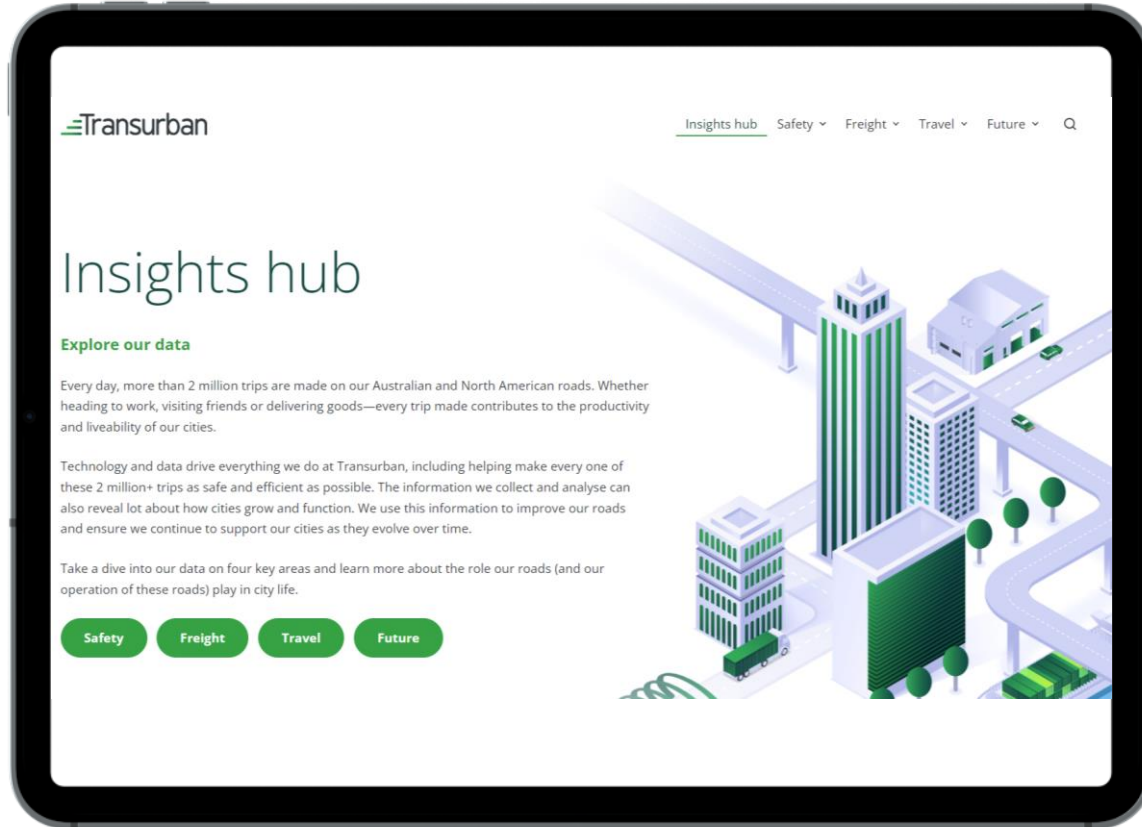 Transurban
Insights hub Safety Freight Travel Future
Insights hub
Explore our data
Every day, more than 2 million trips are made on our Australian and North American roads. Whether
heading to work, visiting friends or delivering goods—every trip made contributes to the productivity
and liveability of our cities.
Technology and data drive everything we do at Transurban, including helping make every one of
these 2 million+ trips as safe and efficient as possible. The information we collect and analyse can
also reveal lot about how cities grow and function. We use this information to improve our roads
and ensure we continue to support our cities as they evolve over time.
Take a dive into our data on four key areas and learn more about the role our roads (and our
operation of these roads) play in city life.
Safety Freight Travel Future